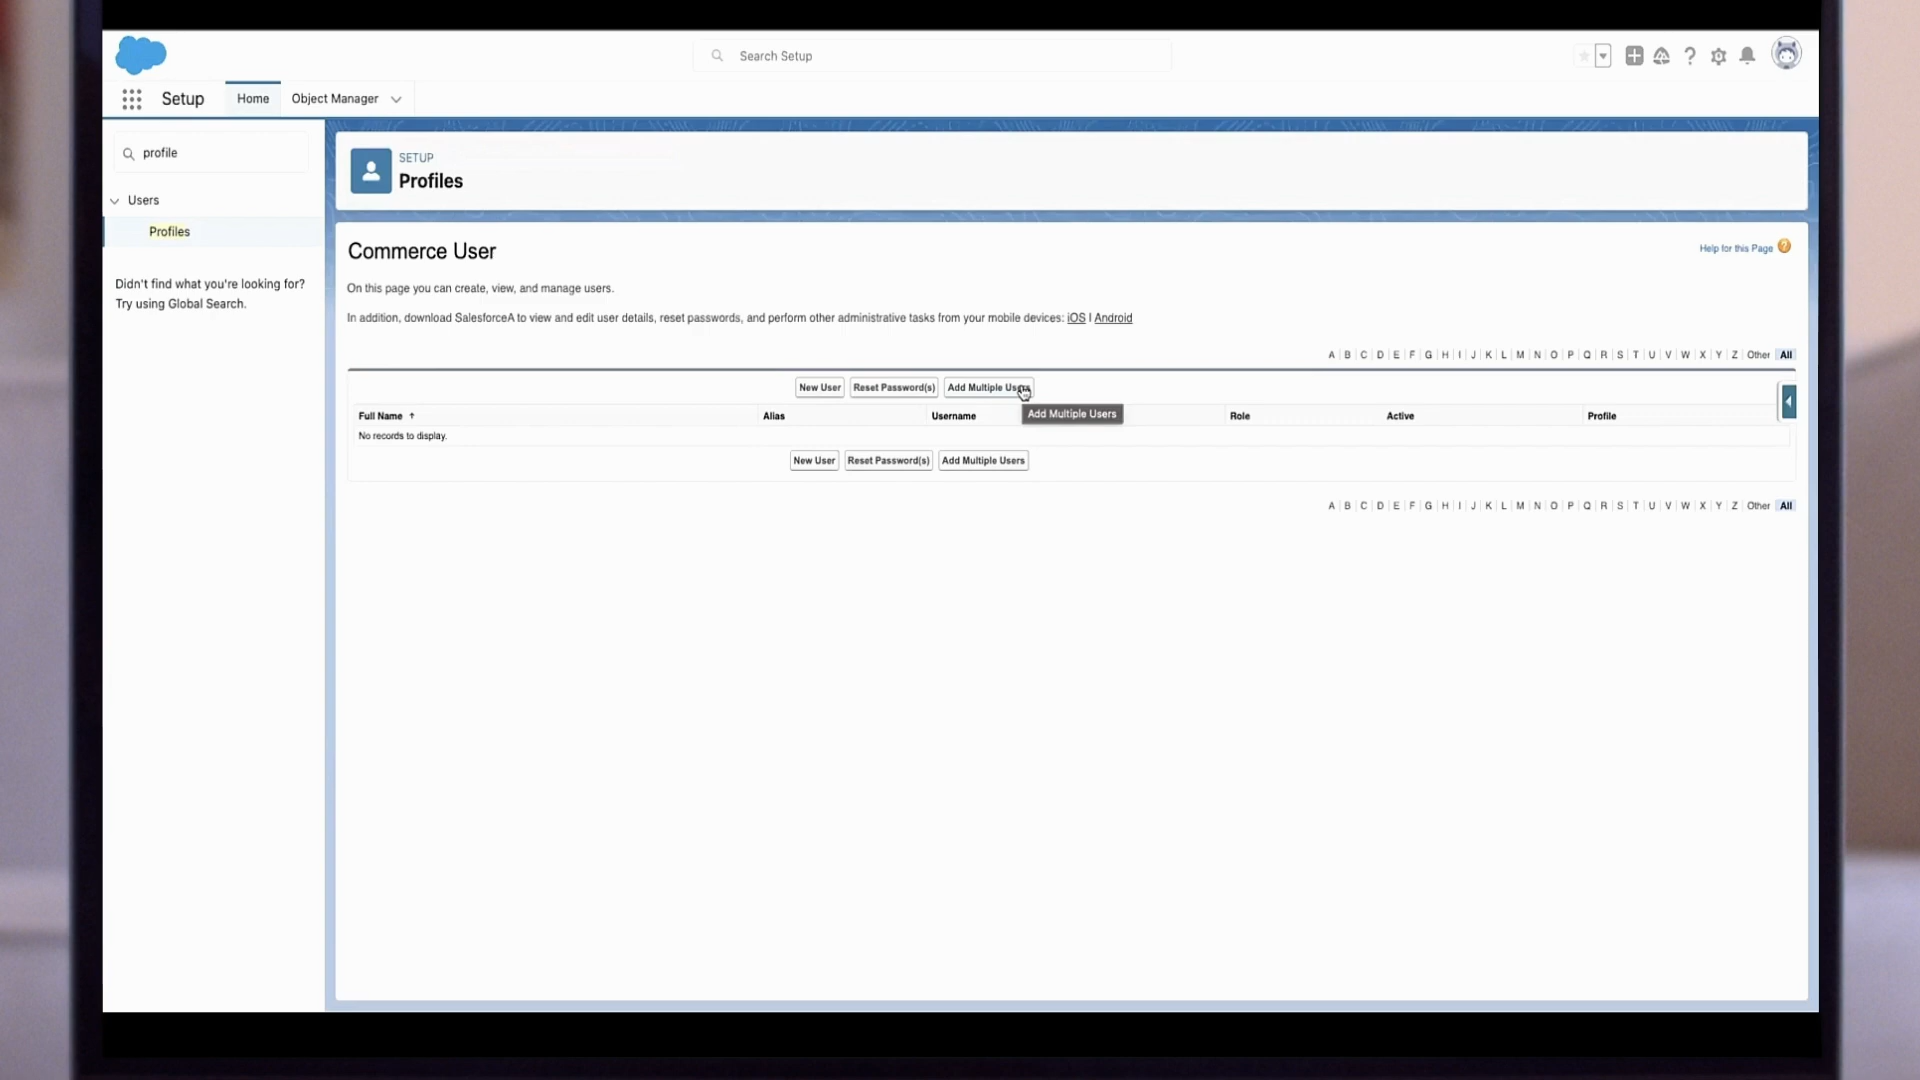 Search Setup
Setup
Home
Object Manager
profile
Users
Profiles
Didn't find what you're looking for?
Try using Global Search.
SETUP
Profiles
Commerce User
Help for this Page
On this page you can create, view, and manage users.
In addition, download SalesforceA to view and edit user details, reset passwords, and perform other administrative tasks from your mobile devices: iOS | Android
A | B | C | D | E | F | G | H | I | J | K | L | M | N | O | P | Q | R | S | T | U | V | W | X | Y | Z | Other All
New User Reset Password(s) Add Multiple Users
Full Name ↑ Alias Username Role Active Profile
Add Multiple Users
No records to display.
New User Reset Password(s) Add Multiple Users
A | B | C | D | E | F | G | H | I | J | K | L | M | N | O | P | Q | R | S | T | U | V | W | X | Y | Z | Other All